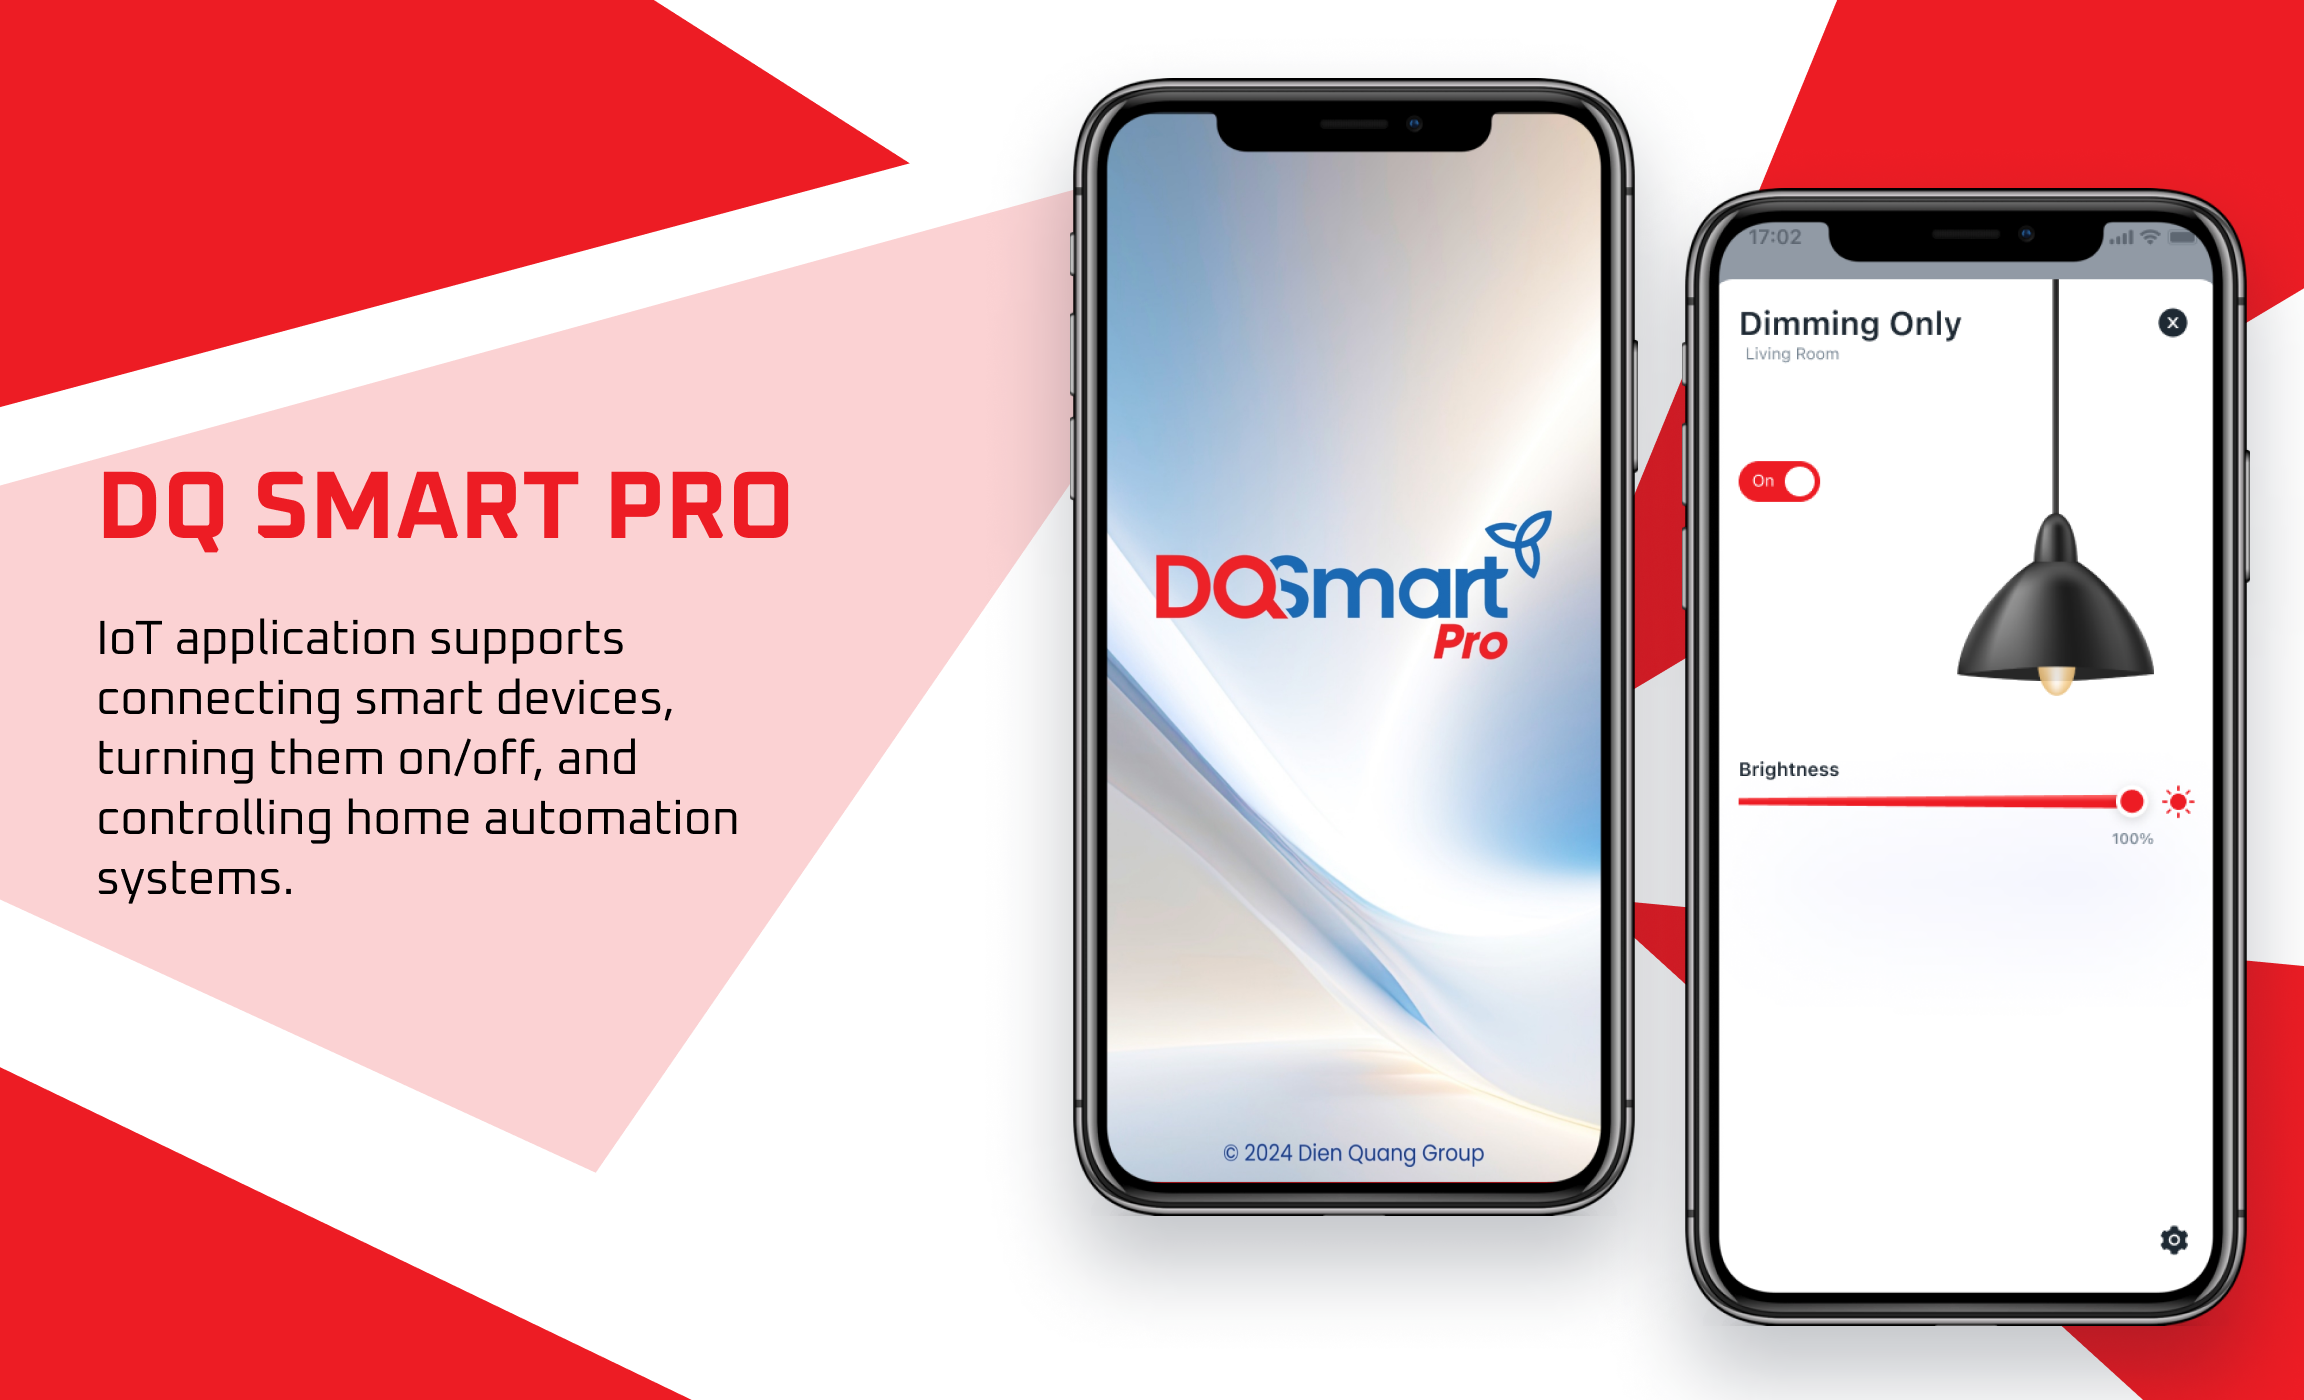 DQ SMART PRO
IoT application supports
connecting smart devices,
turning them on/off, and
controlling home automation
systems.
DQSmart
Pro
© 2024 Dien Quang Group
17:02
Dimming Only
X
Living Room
On
Brightness
100%